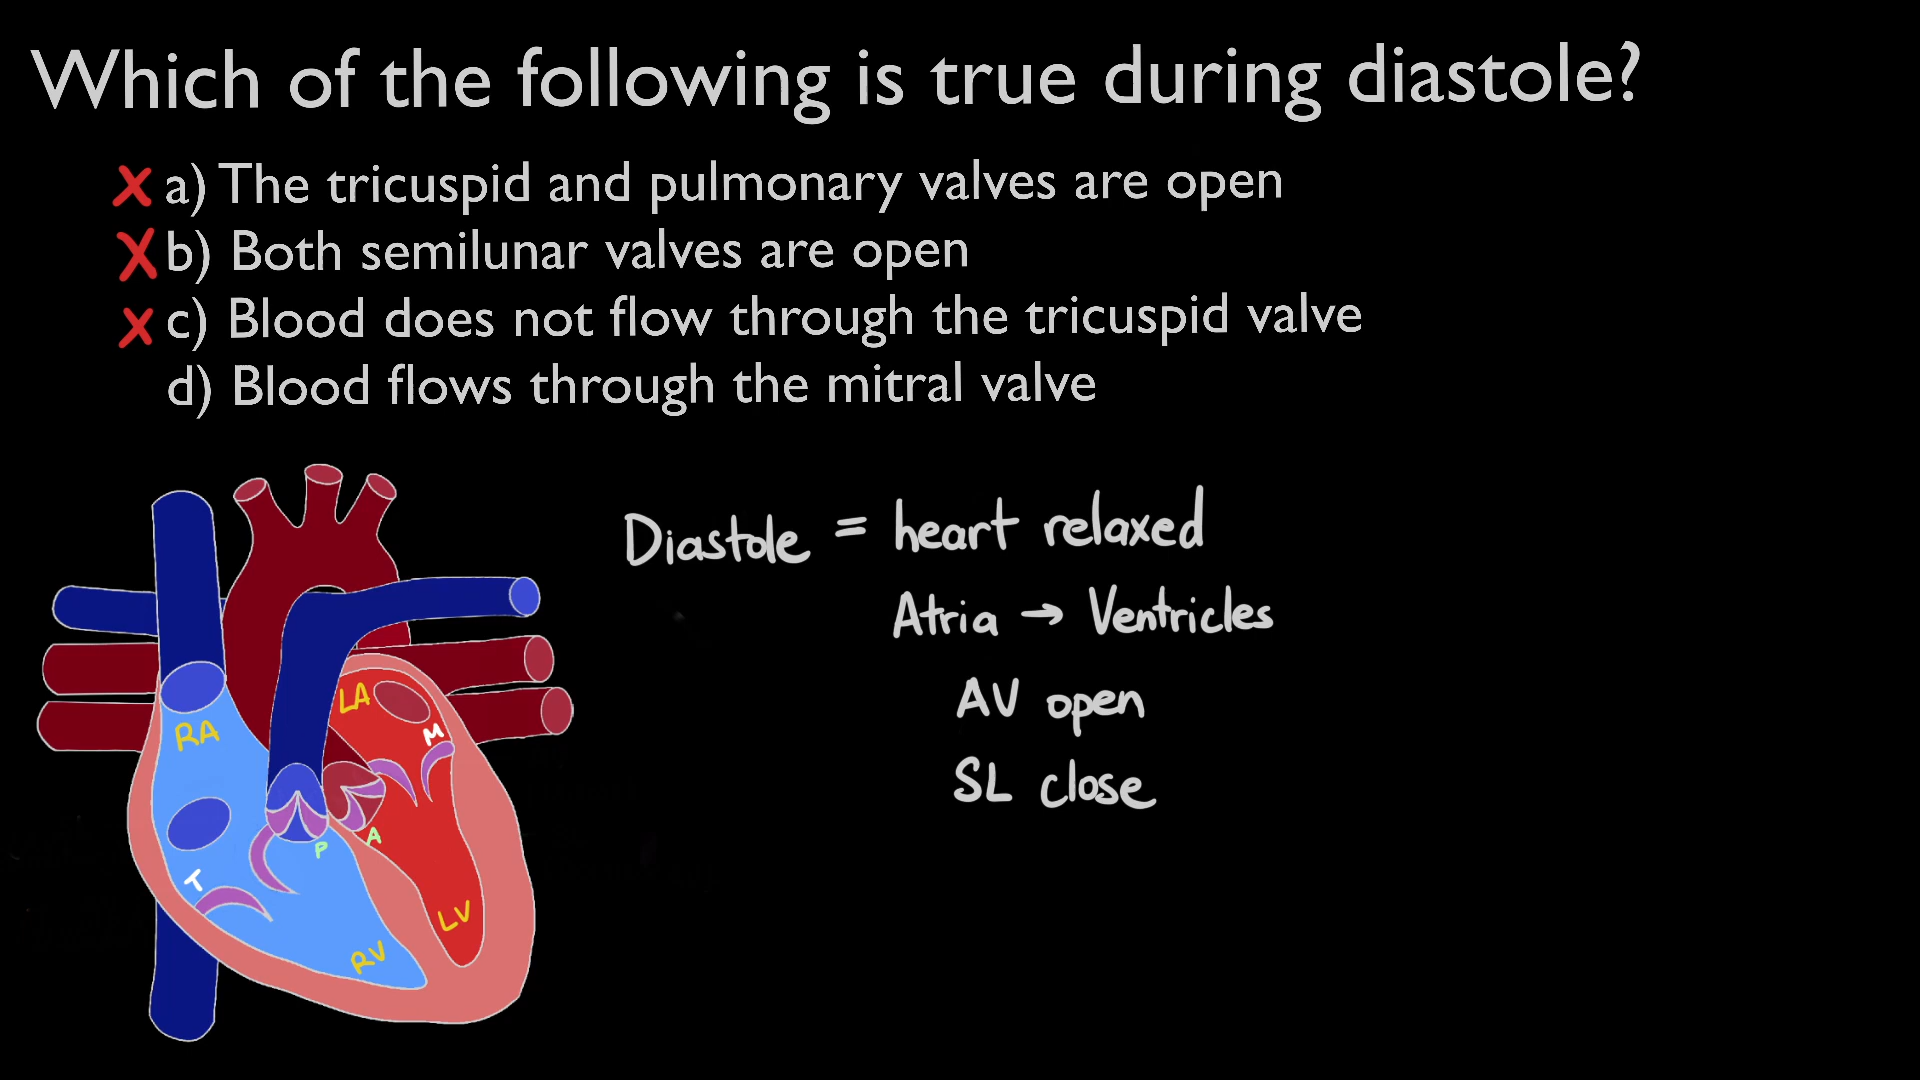 Which of the following is true during diastole?
X a) The tricuspid and pulmonary valves are open
X b) Both semilunar valves are open
X c) Blood does not flow through the tricuspid valve
d) Blood flows through the mitral valve
Diastole = heart relaxed
Atria → Ventricles
AV open
SL close
LA
RA
M
A
P
T
LV
RV